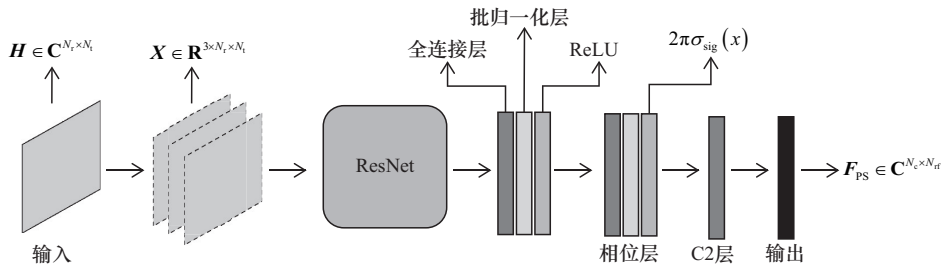 批归一化层
H ∈ C^{N_r×N_t}
X ∈ R^{3×N_r×N_t}
全连接层
ReLU
2πσ_sig(x)
ResNet
F_PS ∈ C^{N_c×N_rf}
输入
相位层
C2层
输出